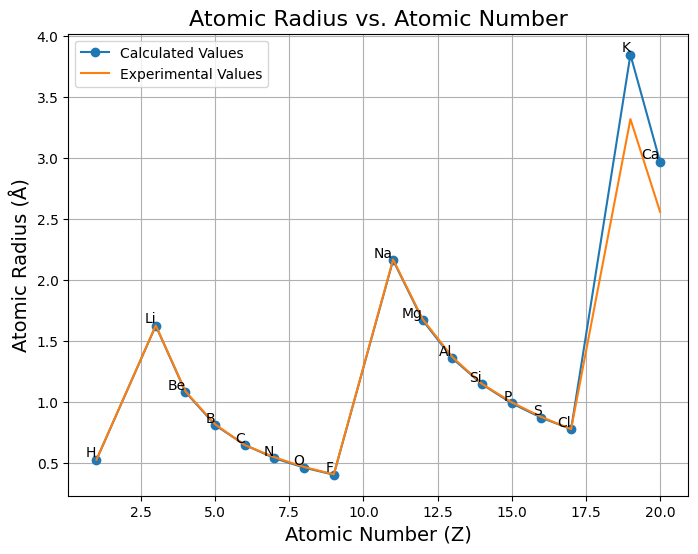 Atomic Radius vs. Atomic Number
Calculated Values
Experimental Values
Atomic Radius (Å)
4.0
3.5
3.0
2.5
2.0
1.5
1.0
0.5
H
Li
Be
B
C
N
O
F
Na
Mg
Al
Si
P
S
Cl
K
Ca
2.5 5.0 7.5 10.0 12.5 15.0 17.5 20.0
Atomic Number (Z)